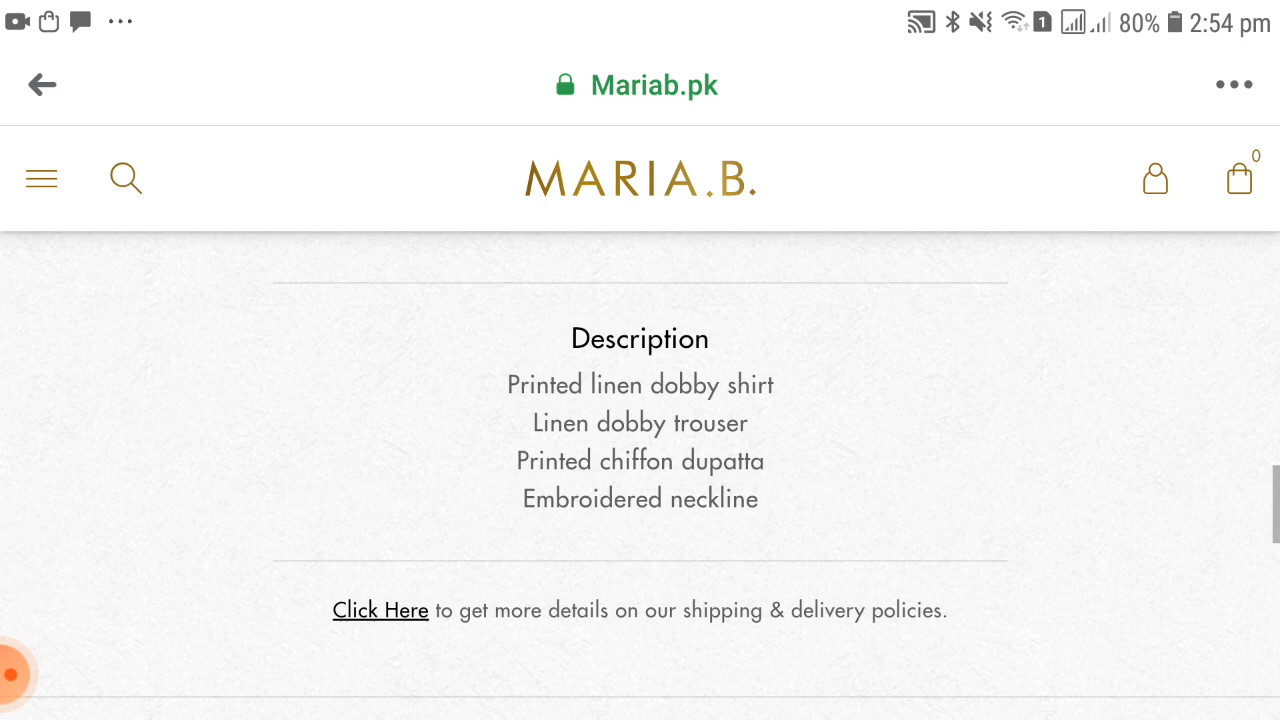 1 80% 2:54 pm
Mariab.pk
MARIA.B.
0
Description
Printed linen dobby shirt
Linen dobby trouser
Printed chiffon dupatta
Embroidered neckline
Click Here to get more details on our shipping & delivery policies.